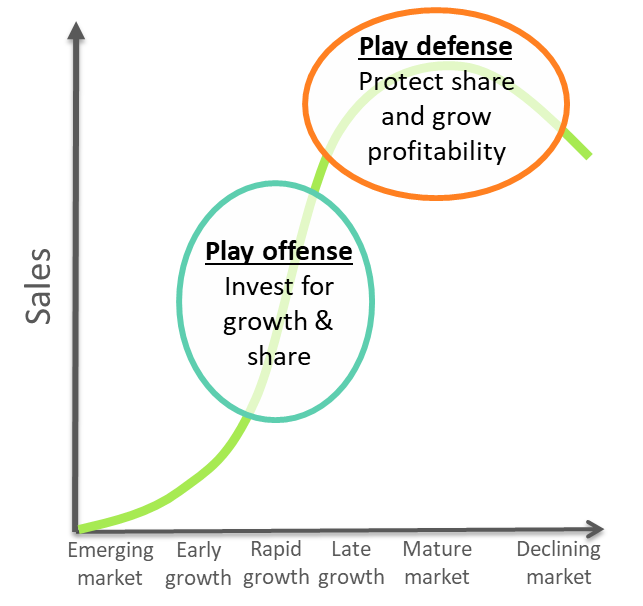 Play defense
Protect share
and grow
profitability
Play offense
Invest for
growth &
share
Sales
Emerging
market
Early
growth
Rapid
growth
Late
growth
Mature
market
Declining
market